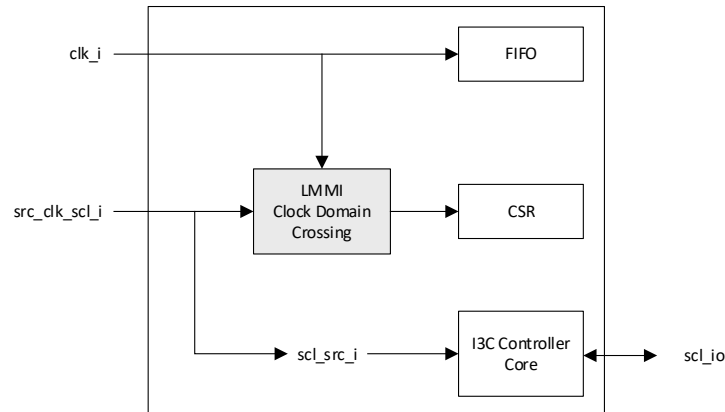 clk_i
FIFO
LMMI
Clock Domain
Crossing
src_clk_scl_i
CSR
scl_src_i
I3C Controller
Core
scl_io